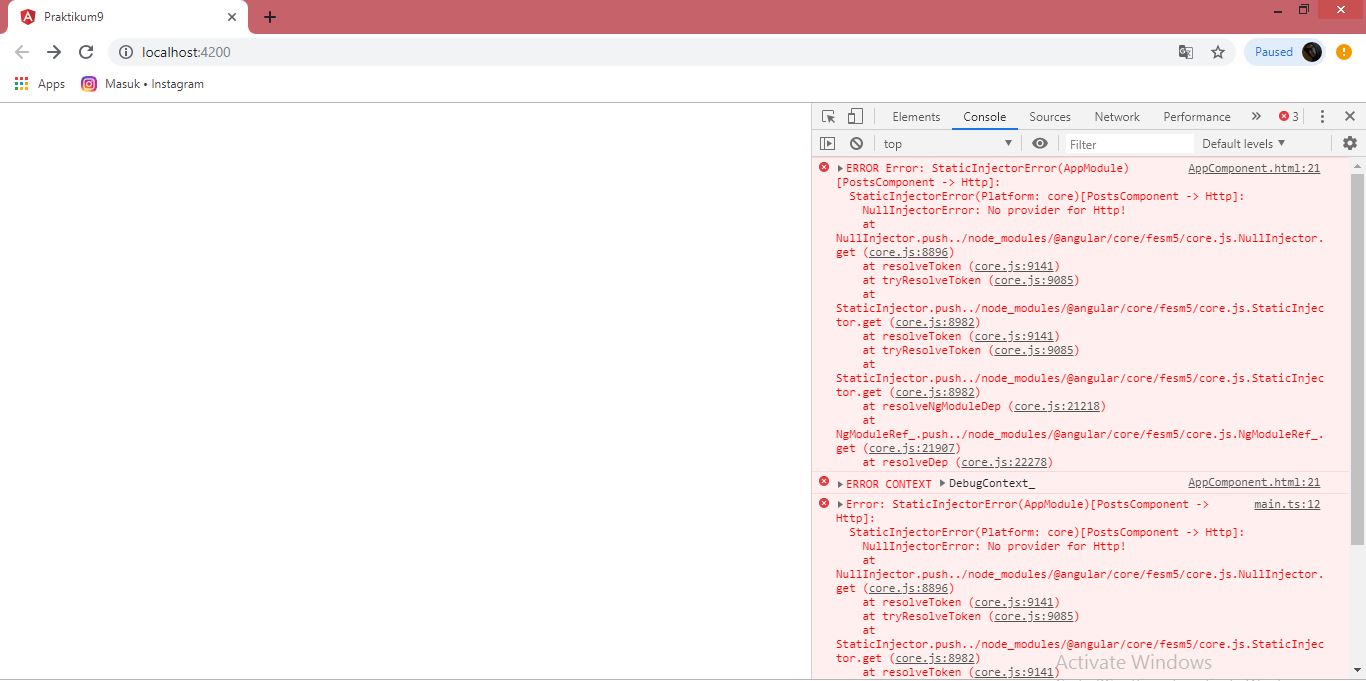 Praktikum9
localhost:4200
Paused
Apps
Masuk • Instagram
Elements Console Sources Network Performance » 3
top Filter Default levels ▼
ERROR Error: StaticInjectorError(AppModule) AppComponent.html:21
[PostsComponent -> Http]:
StaticInjectorError(Platform: core)[PostsComponent -> Http]:
NullInjectorError: No provider for Http!
at
NullInjector.push../node_modules/@angular/core/fesm5/core.js.NullInjector.
get (core.js:8896)
at resolveToken (core.js:9141)
at tryResolveToken (core.js:9085)
at
StaticInjector.push../node_modules/@angular/core/fesm5/core.js.StaticInjec
tor.get (core.js:8982)
at resolveToken (core.js:9141)
at tryResolveToken (core.js:9085)
at
StaticInjector.push../node_modules/@angular/core/fesm5/core.js.StaticInjec
tor.get (core.js:8982)
at resolveNgModuleDep (core.js:21218)
at
NgModuleRef_.push../node_modules/@angular/core/fesm5/core.js.NgModuleRef_.
get (core.js:21907)
at resolveDep (core.js:22278)
ERROR CONTEXT DebugContext_ AppComponent.html:21
Error: StaticInjectorError(AppModule)[PostsComponent -> main.ts:12
Http]:
StaticInjectorError(Platform: core)[PostsComponent -> Http]:
NullInjectorError: No provider for Http!
at
NullInjector.push../node_modules/@angular/core/fesm5/core.js.NullInjector.
get (core.js:8896)
at resolveToken (core.js:9141)
at tryResolveToken (core.js:9085)
at
StaticInjector.push../node_modules/@angular/core/fesm5/core.js.StaticInjec
tor.get (core.js:8982)
at resolveToken (core.js:9141)
Activate Windows